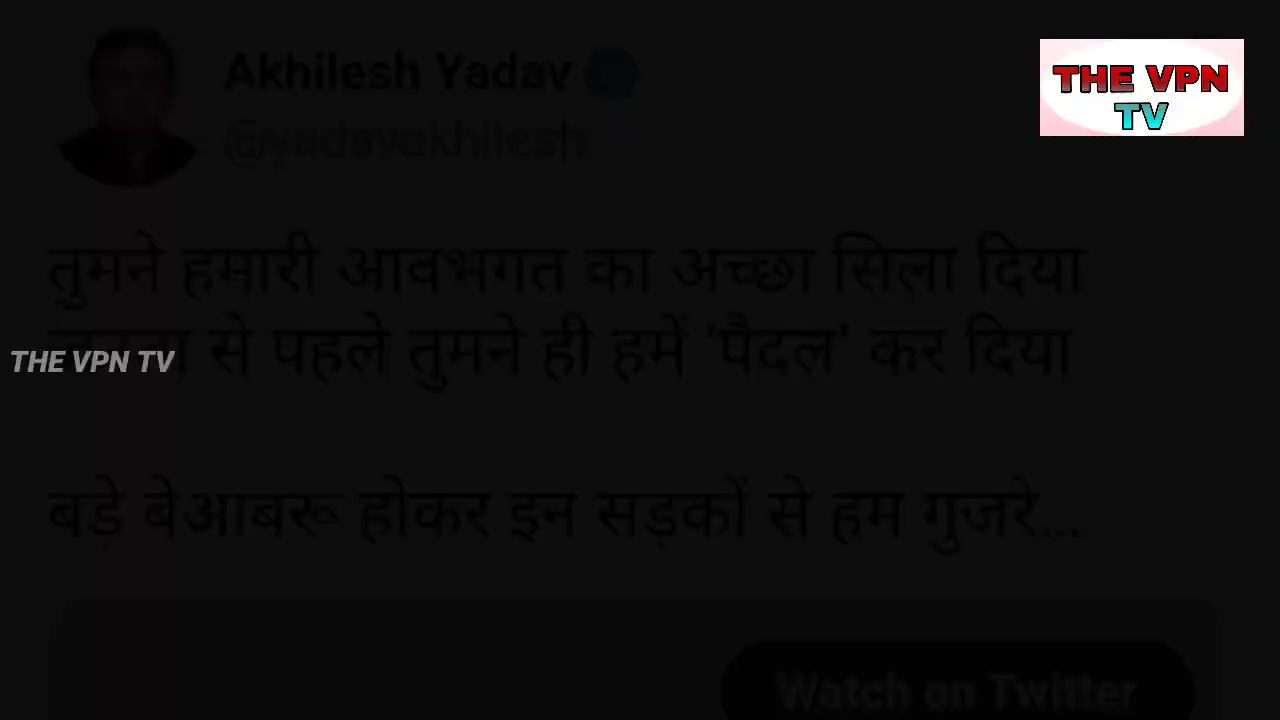 Akhilesh Yadav
@yadavakhilesh
THE VPN
TV
तुमने हमारी आवभगत का अच्छा सिला दिया
से पहले तुमने ही हमें 'पैदल' कर दिया
THE VPN TV
बड़े बेआबरू होकर इन सड़कों से हम गुजरे...
Watch on Twitter